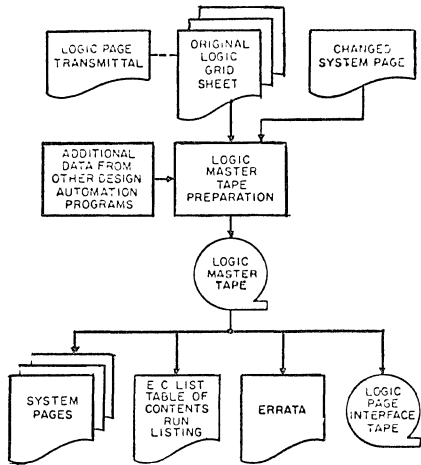 LOGIC PAGE
TRANSMITTAL
ORIGINAL
LOGIC
GRID
SHEET
CHANGED
SYSTEM PAGE
ADDITIONAL
DATA FROM
OTHER DESIGN
AUTOMATION
PROGRAMS
LOGIC
MASTER
TAPE
PREPARATION
LOGIC
MASTER
TAPE
SYSTEM
PAGES
E C LIST
TABLE OF
CONTENTS
RUN
LISTING
ERRATA
LOGIC
PAGE
INTERFACE
TAPE